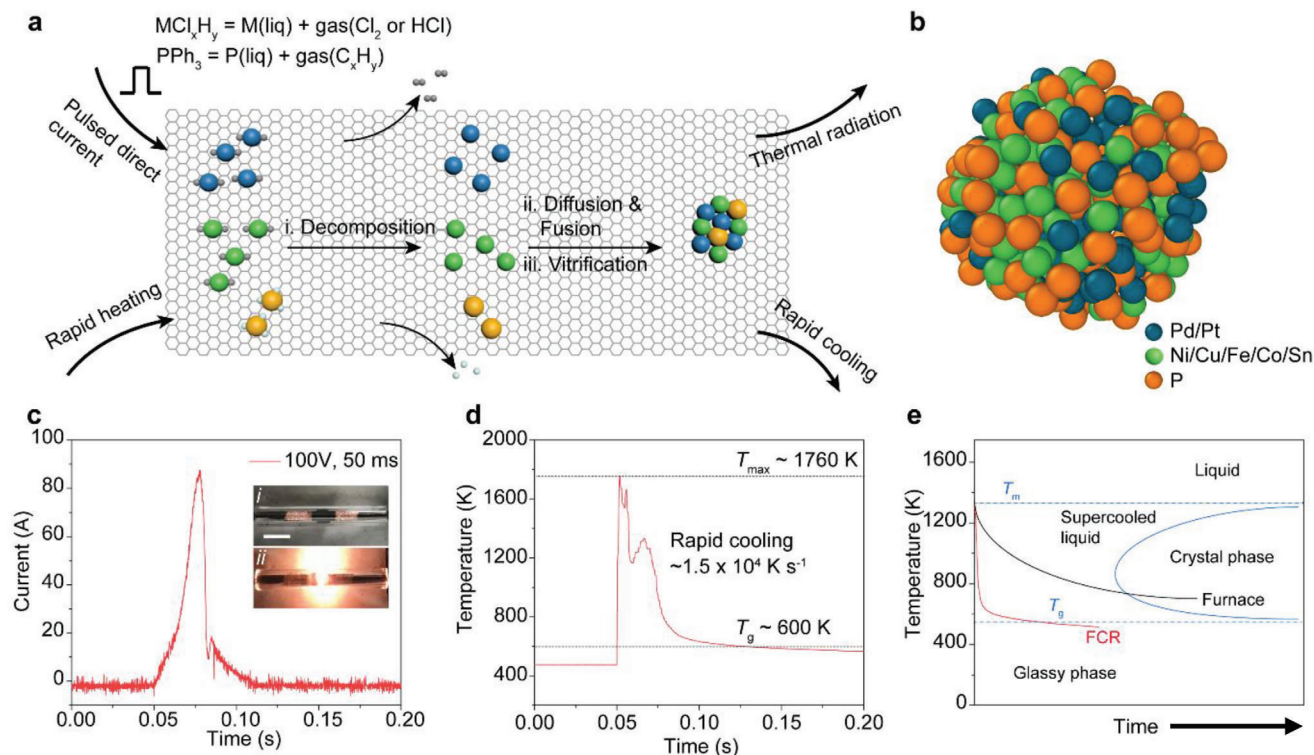 a
MClₓHᵧ = M(liq) + gas(Cl₂ or HCl)
PPh₃ = P(liq) + gas(CₓHᵧ)
Pulsed direct
current
Rapid heating
i. Decomposition
ii. Diffusion &
Fusion
iii. Vitrification
Thermal radiation
Rapid cooling
b
Pd/Pt
Ni/Cu/Fe/Co/Sn
P
c
Current (A)
100
80
60
40
20
0
100V, 50 ms
i
ii
0.00 0.05 0.10 0.15 0.20
Time (s)
d
Temperature (K)
2000
1600
1200
800
400
Tmax ~ 1760 K
Rapid cooling
~1.5 x 10⁴ K s⁻¹
Tg ~ 600 K
0.00 0.05 0.10 0.15 0.20
Time (s)
e
Temperature (K)
1600
1200
900
600
300
0
Liquid
Tm
Supercooled
liquid
Crystal phase
Furnace
Tg
FCR
Glassy phase
Time